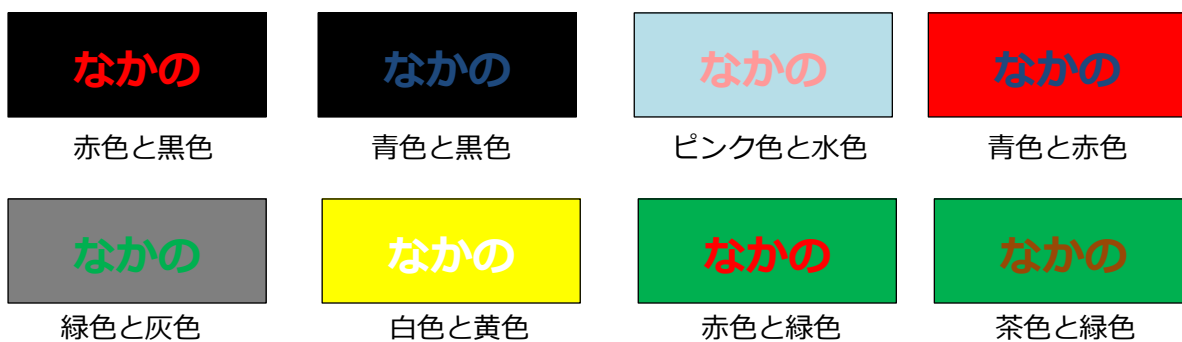 なかの なかの なかの なかの
赤色と黒色 青色と黒色 ピンク色と水色 青色と赤色
なかの なかの なかの なかの
緑色と灰色 白色と黄色 赤色と緑色 茶色と緑色